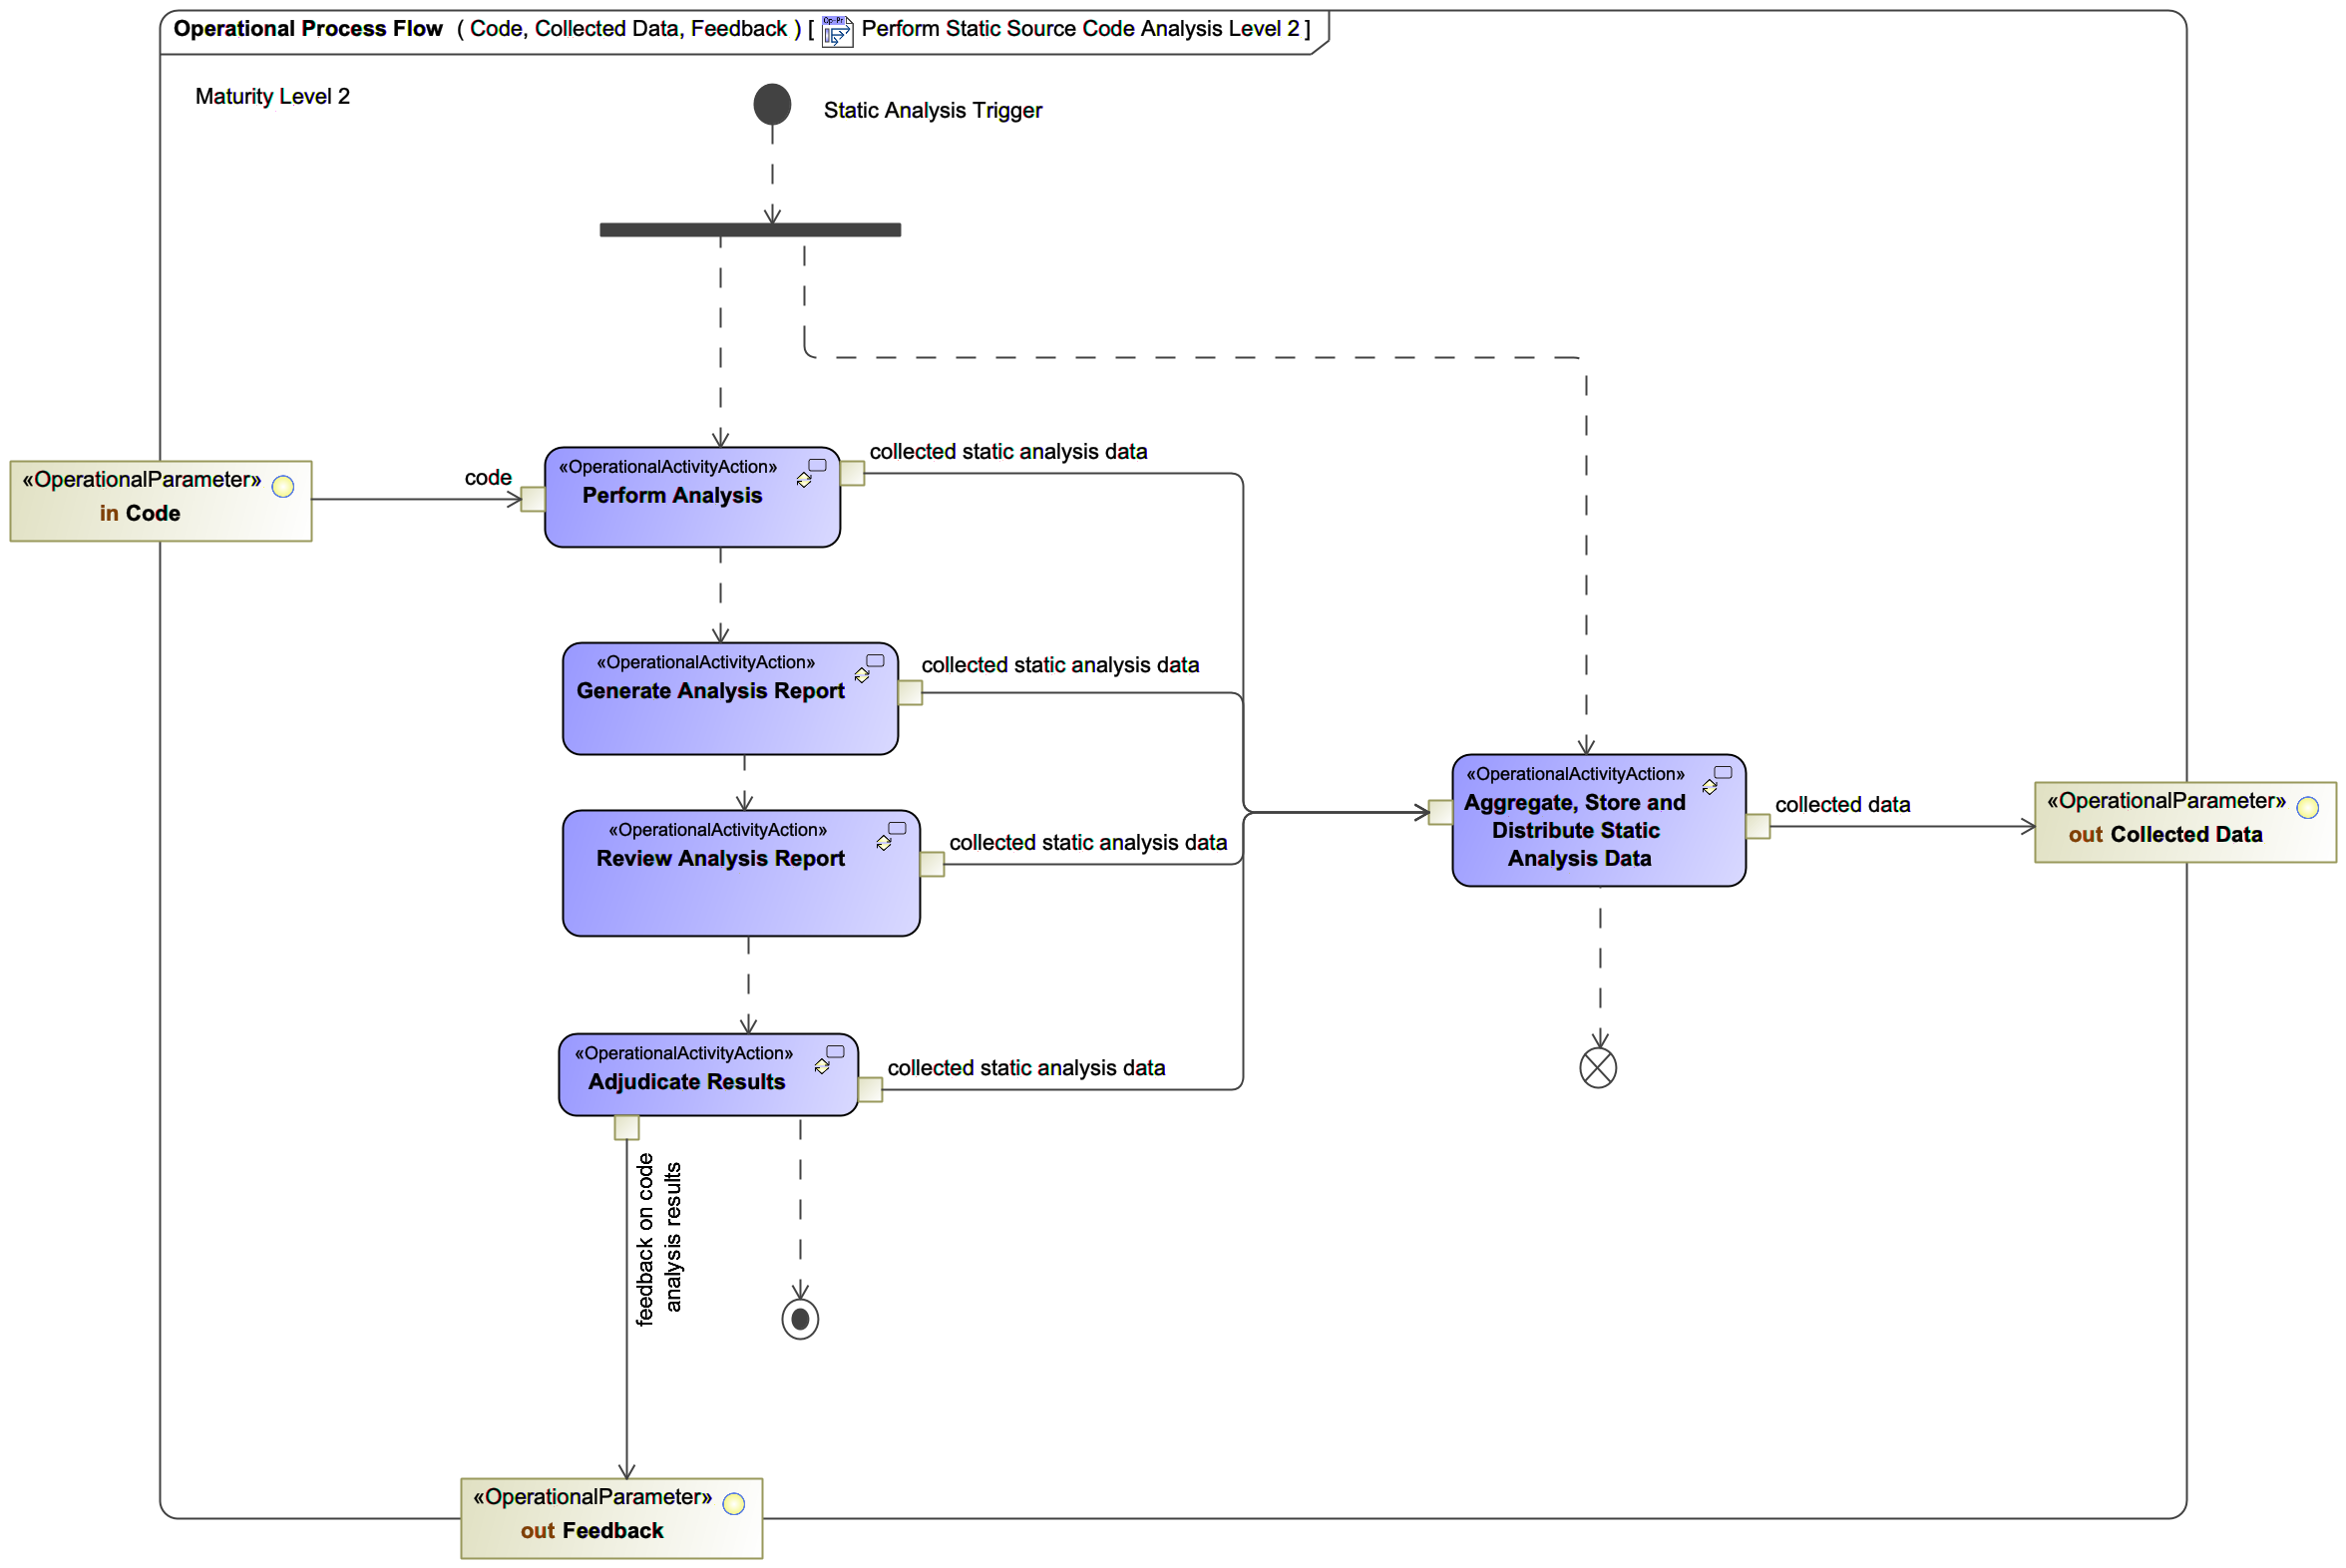 Operational Process Flow ( Code, Collected Data, Feedback ) [ Op-Pr Perform Static Source Code Analysis Level 2 ]
Maturity Level 2
Static Analysis Trigger
«OperationalParameter»
in Code
code
«OperationalActivityAction»
Perform Analysis
collected static analysis data
«OperationalActivityAction»
Generate Analysis Report
collected static analysis data
«OperationalActivityAction»
Review Analysis Report
collected static analysis data
«OperationalActivityAction»
Aggregate, Store and
Distribute Static
Analysis Data
collected data
«OperationalParameter»
out Collected Data
«OperationalActivityAction»
Adjudicate Results
collected static analysis data
feedback on code
analysis results
«OperationalParameter»
out Feedback